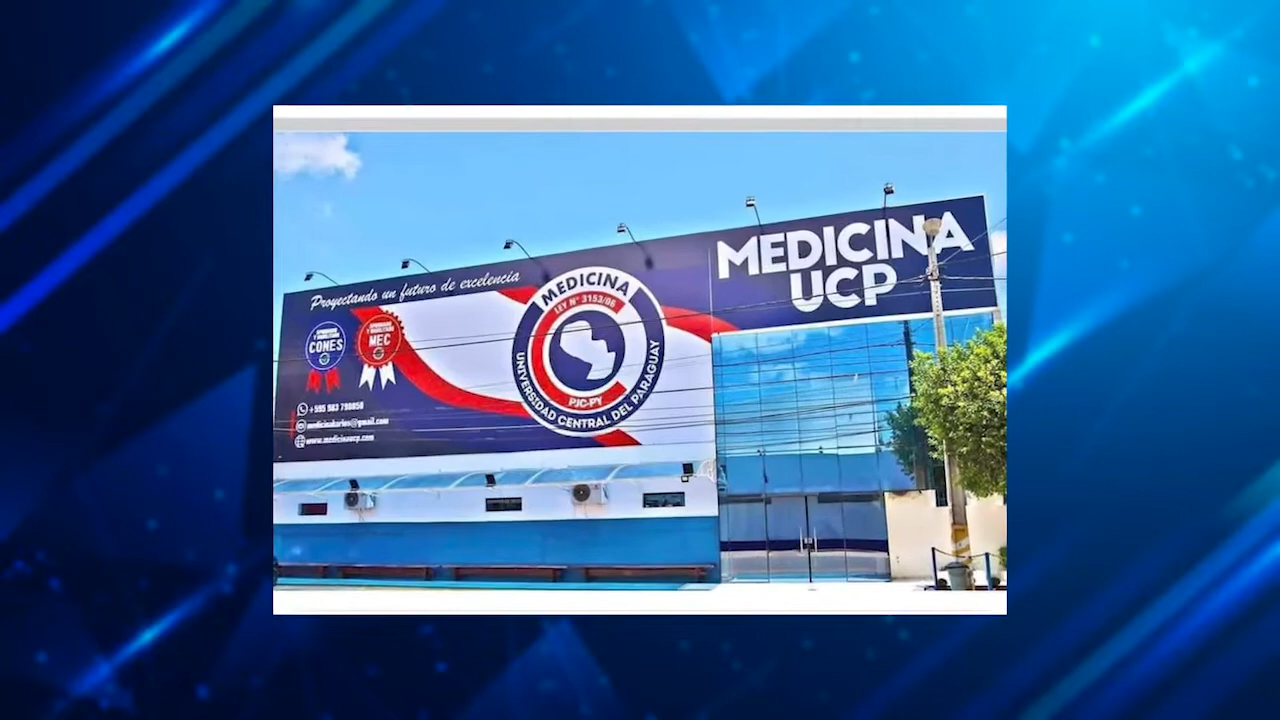 Proyectando un futuro de excelencia
MEDICINA
UCP
MEDICINA
LEY N° 3153/06
UNIVERSIDAD CENTRAL DEL PARAGUAY
PJC-PY
CONES
MEC
+595 983 790850
www.medicinaucp.com